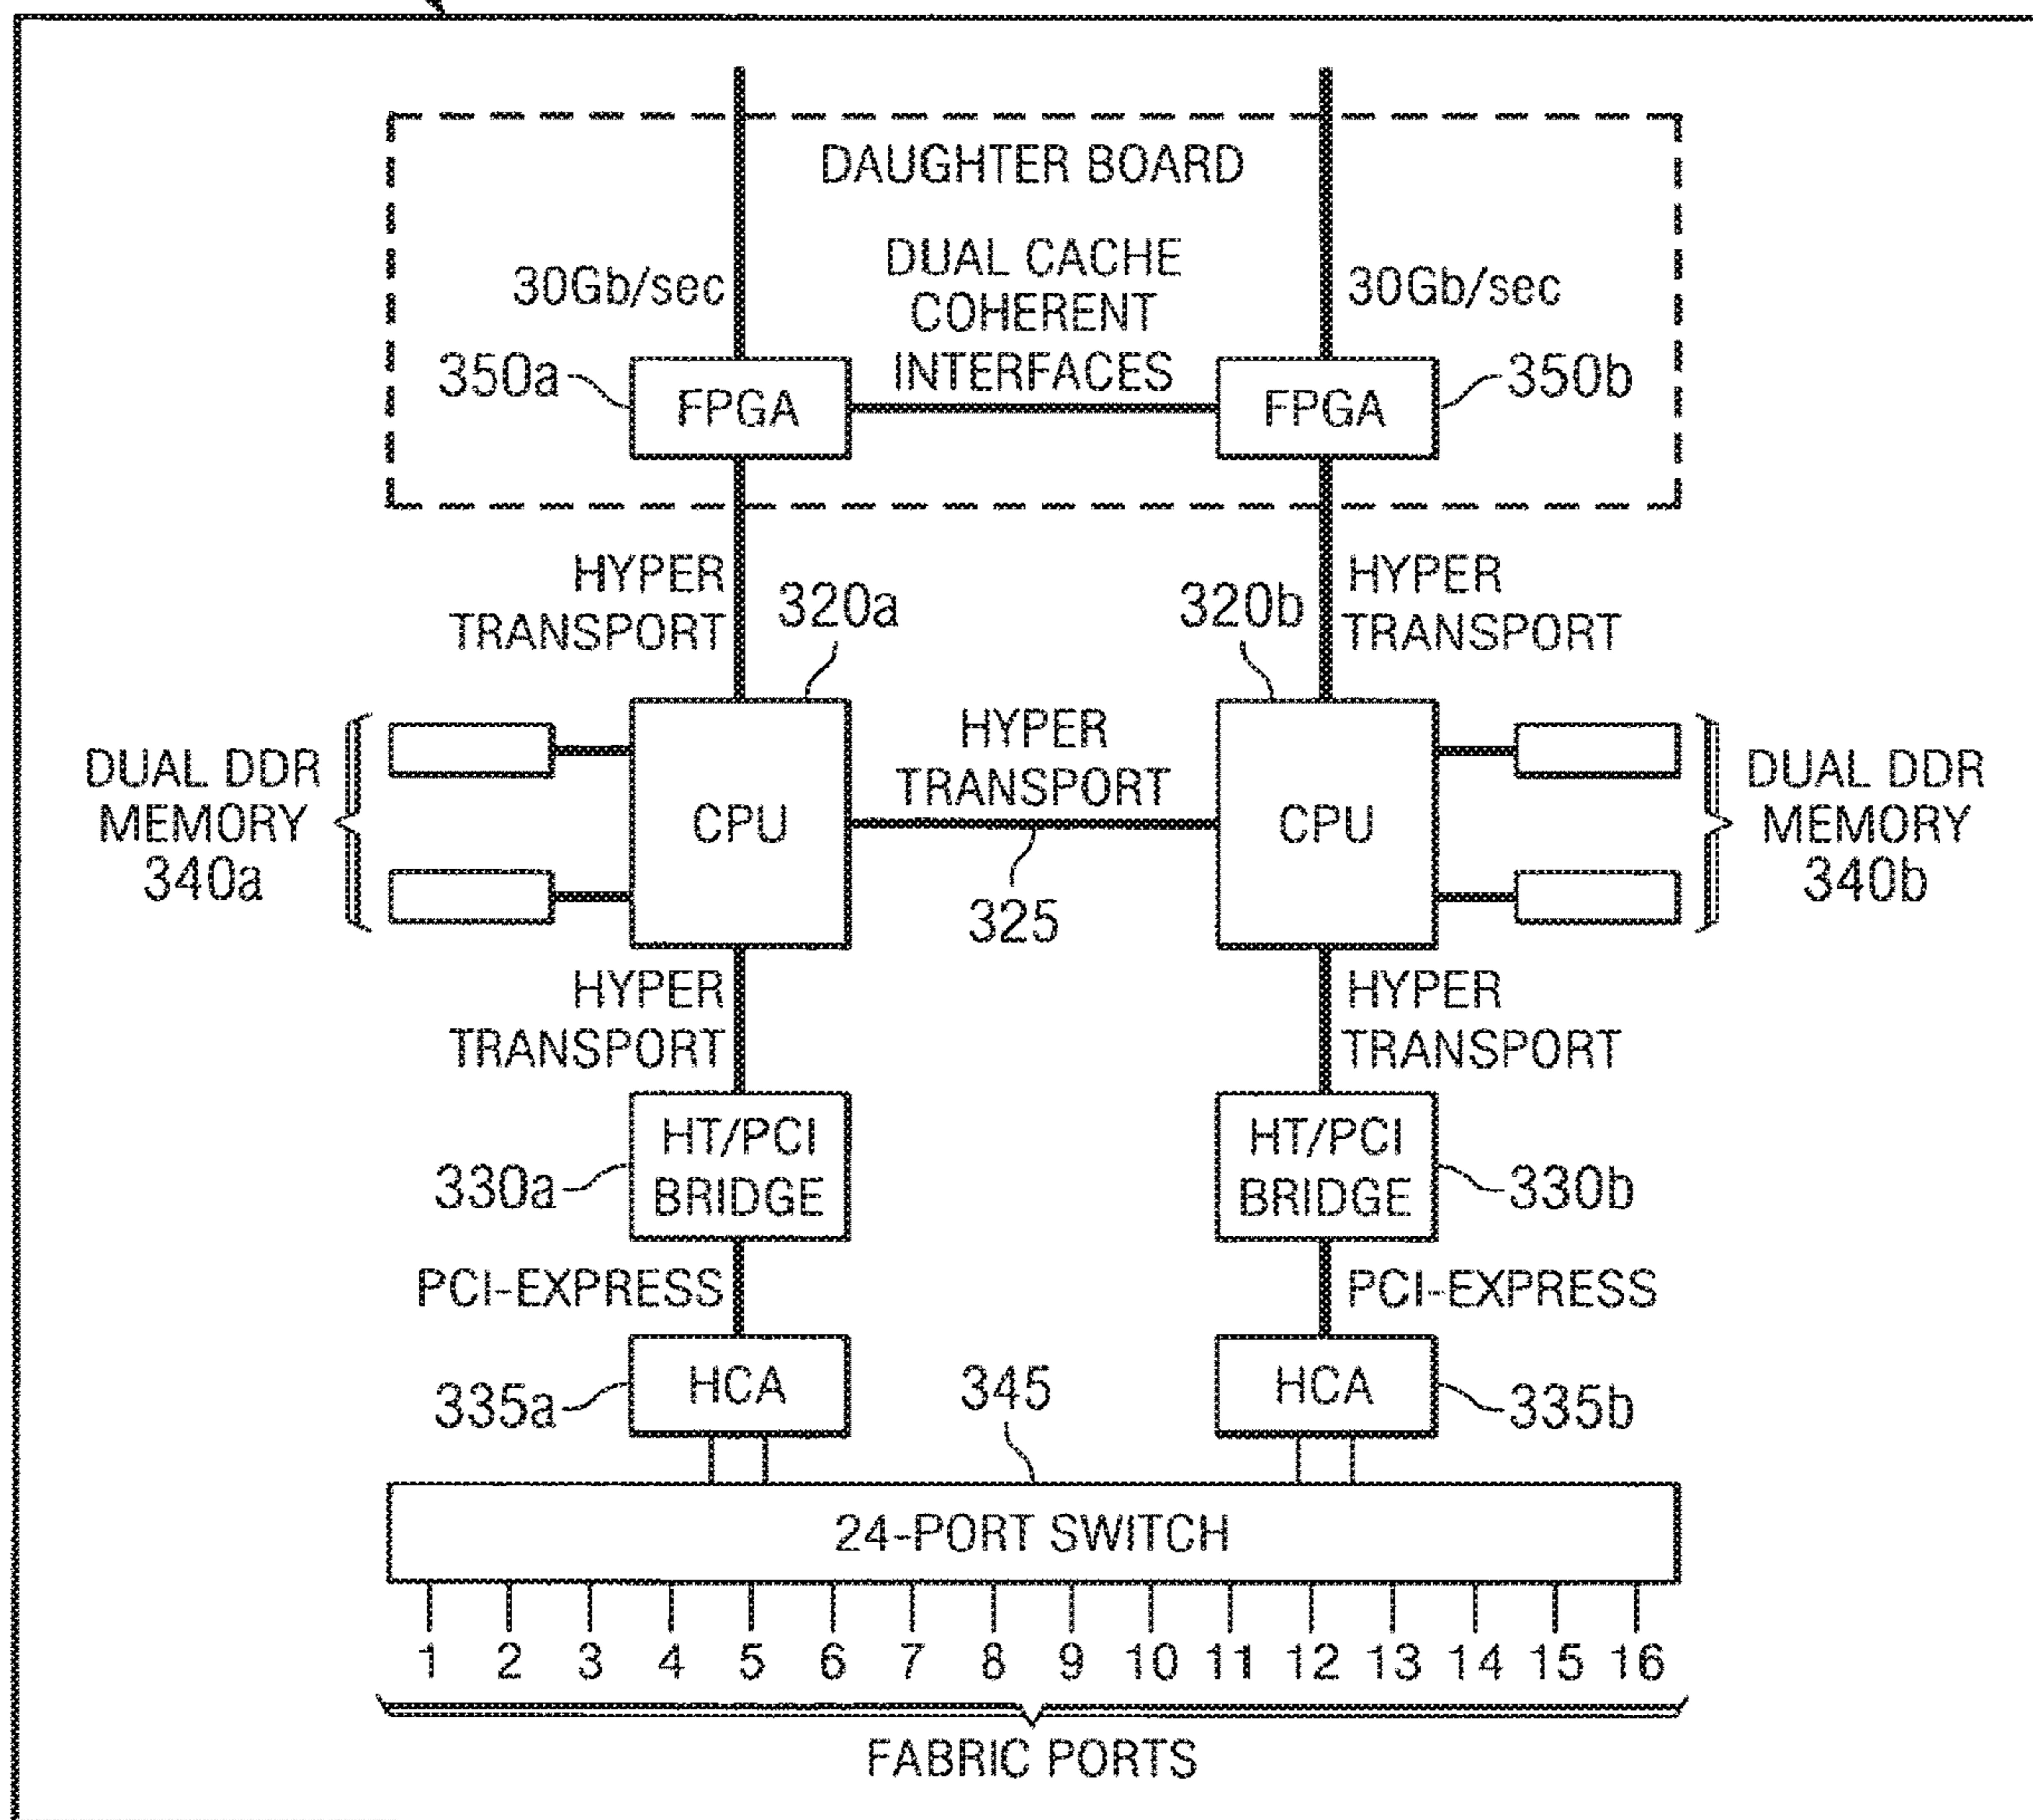 DAUGHTER BOARD
DUAL CACHE
COHERENT
INTERFACES
30Gb/sec
30Gb/sec
350a
FPGA
FPGA
350b
HYPER
TRANSPORT
320a
320b
HYPER
TRANSPORT
DUAL DDR
MEMORY
340a
CPU
HYPER
TRANSPORT
325
CPU
DUAL DDR
MEMORY
340b
HYPER
TRANSPORT
HYPER
TRANSPORT
330a
HT/PCI
BRIDGE
HT/PCI
BRIDGE
330b
PCI-EXPRESS
PCI-EXPRESS
335a
HCA
345
HCA
335b
24-PORT SWITCH
1 2 3 4 5 6 7 8 9 10 11 12 13 14 15 16
FABRIC PORTS